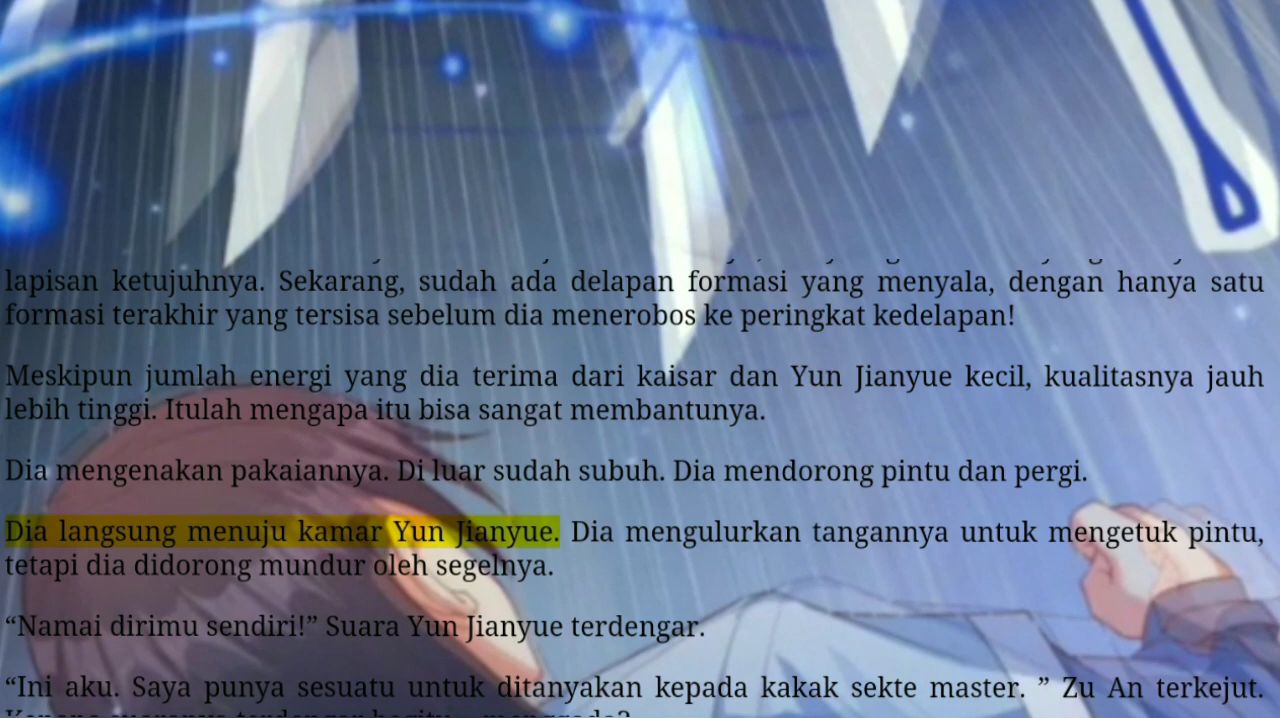 lapisan ketujuhnya. Sekarang, sudah ada delapan formasi yang menyala, dengan hanya satu
formasi terakhir yang tersisa sebelum dia menerobos ke peringkat kedelapan!
Meskipun jumlah energi yang dia terima dari kaisar dan Yun Jianyue kecil, kualitasnya jauh
lebih tinggi. Itulah mengapa itu bisa sangat membantunya.
Dia mengenakan pakaiannya. Di luar sudah subuh. Dia mendorong pintu dan pergi.
Dia langsung menuju kamar Yun Jianyue. Dia mengulurkan tangannya untuk mengetuk pintu,
tetapi dia didorong mundur oleh segelnya.
“Namai dirimu sendiri!” Suara Yun Jianyue terdengar.
“Ini aku. Saya punya sesuatu untuk ditanyakan kepada kakak sekte master. ” Zu An terkejut.